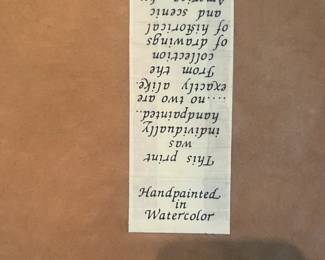 Handpainted
in
Watercolor
This print
was
individually
handpainted..
....no two are
exactly alike.
From the
collection
of drawings
of historical
and scenic